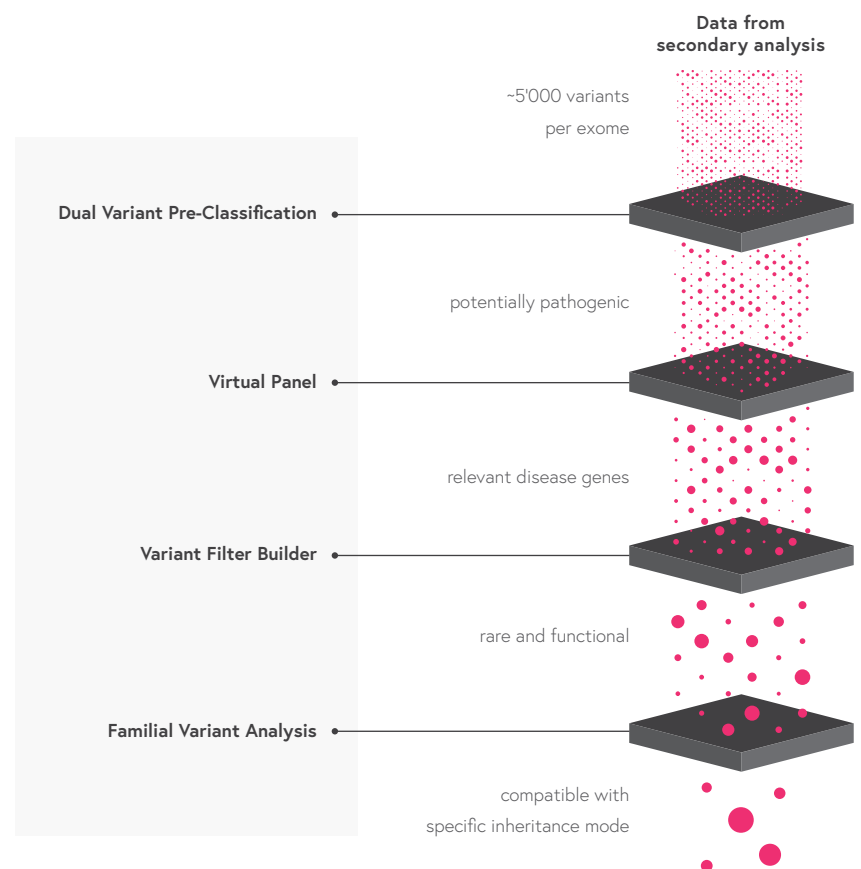 Data from
secondary analysis
~5'000 variants
per exome
Dual Variant Pre-Classification
potentially pathogenic
Virtual Panel
relevant disease genes
Variant Filter Builder
rare and functional
Familial Variant Analysis
compatible with
specific inheritance mode